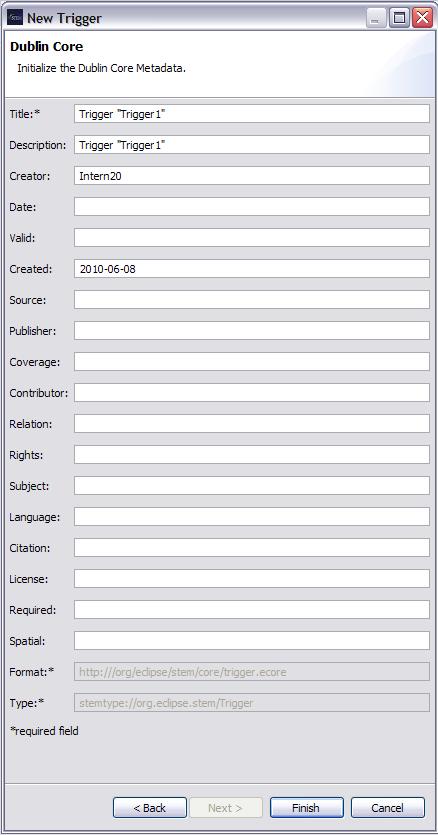 New Trigger
Dublin Core
Initialize the Dublin Core Metadata.
Title:* Trigger "Trigger1"
Description: Trigger "Trigger1"
Creator: Intern20
Date:
Valid:
Created: 2010-06-08
Source:
Publisher:
Coverage:
Contributor:
Relation:
Rights:
Subject:
Language:
Citation:
License:
Required:
Spatial:
Format:* http:///org/eclipse/stem/core/trigger.ecore
Type:* stemtype://org.eclipse.stem/Trigger
*required field
< Back Next > Finish Cancel